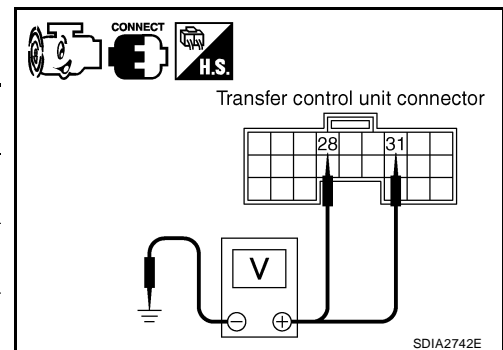 CONNECT
H.S.
Transfer control unit connector
28 31
V
− +
SDIA2742E